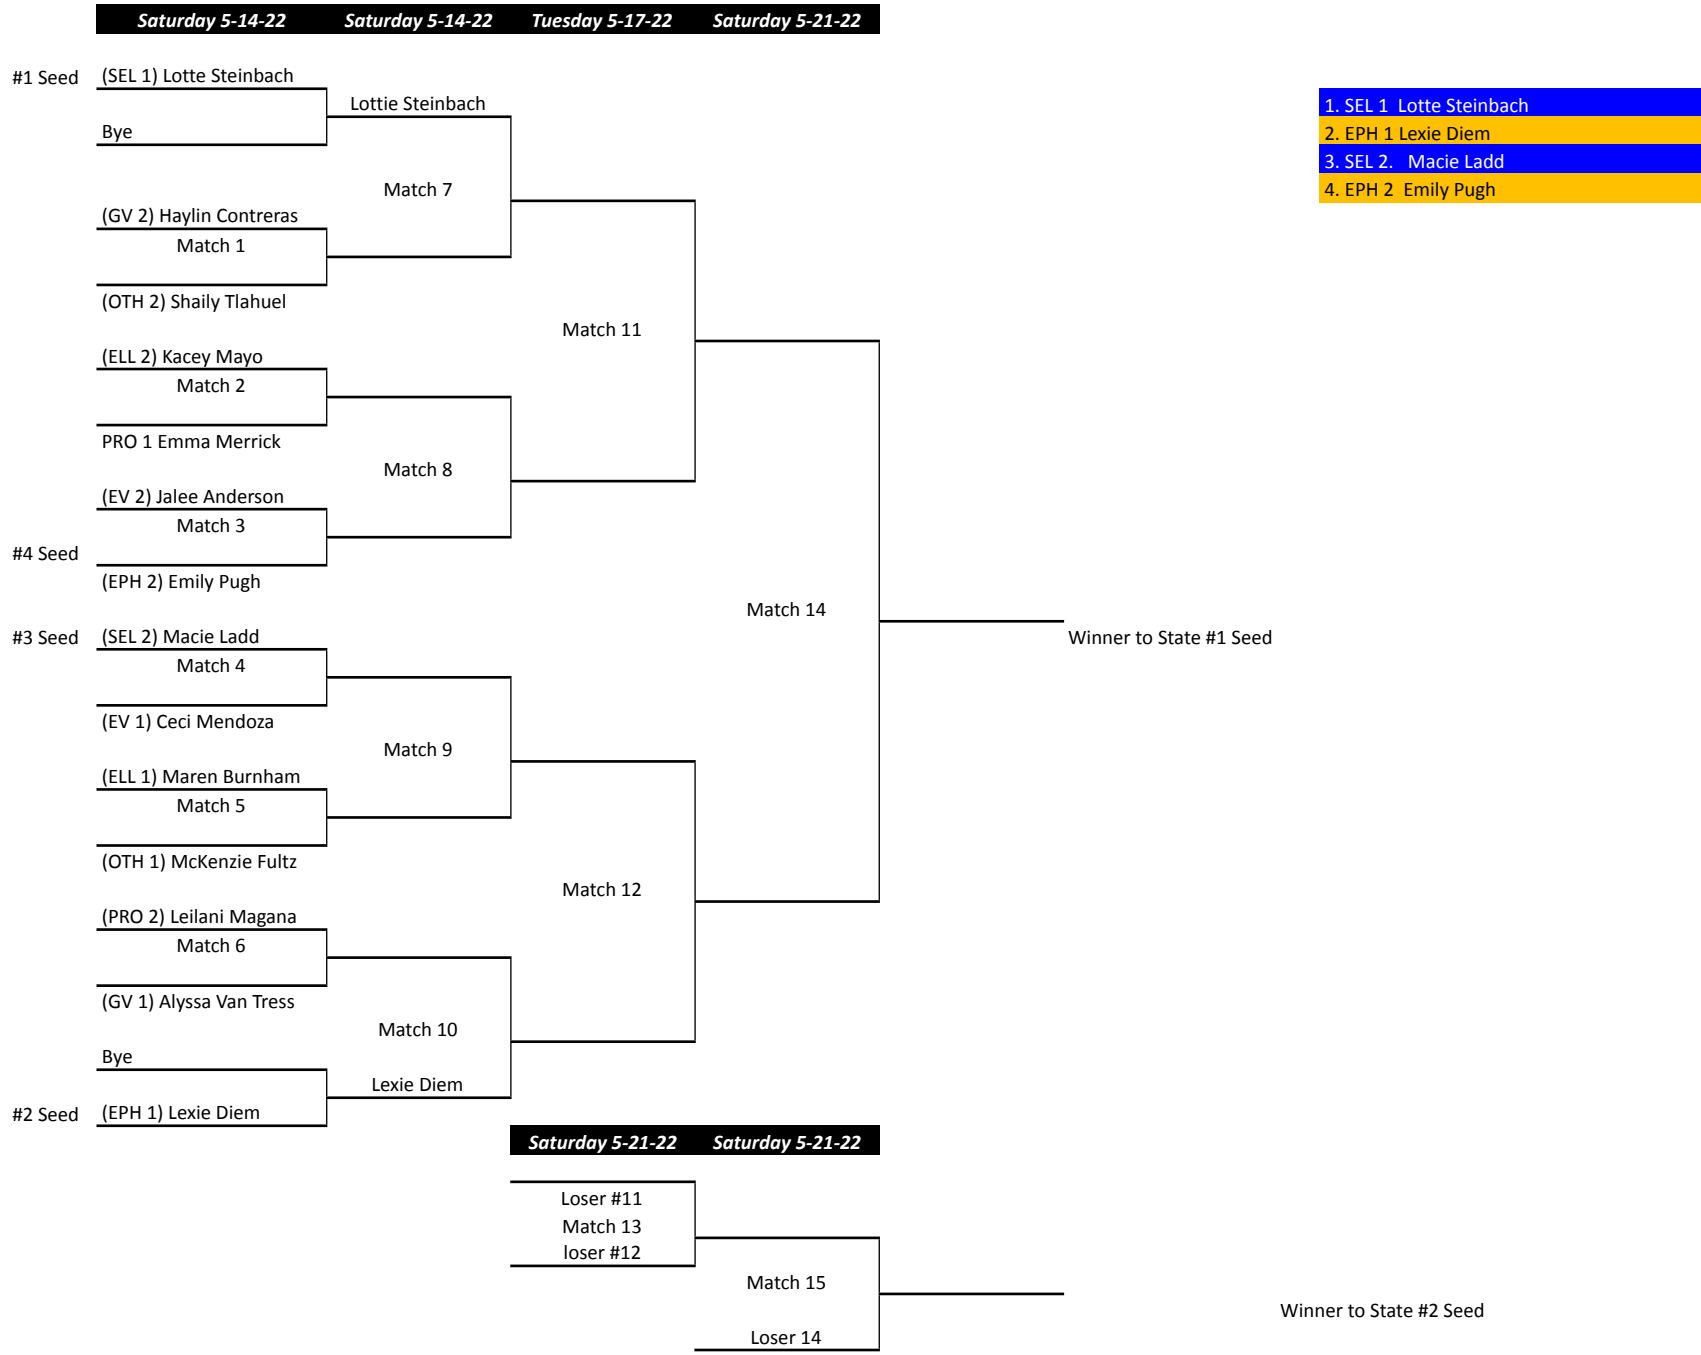 Saturday 5-14-22 Saturday 5-14-22 Tuesday 5-17-22 Saturday 5-21-22
#1 Seed (SEL 1) Lotte Steinbach
Lottie Steinbach
Bye
Match 7
(GV 2) Haylin Contreras
Match 1
(OTH 2) Shaily Tlahuel
Match 11
(ELL 2) Kacey Mayo
Match 2
PRO 1 Emma Merrick
Match 8
(EV 2) Jalee Anderson
Match 3
#4 Seed
(EPH 2) Emily Pugh
Match 14
#3 Seed (SEL 2) Macie Ladd
Winner to State #1 Seed
Match 4
(EV 1) Ceci Mendoza
Match 9
(ELL 1) Maren Burnham
Match 5
(OTH 1) McKenzie Fultz
Match 12
(PRO 2) Leilani Magana
Match 6
(GV 1) Alyssa Van Tress
Match 10
Bye
Lexie Diem
#2 Seed (EPH 1) Lexie Diem
1. SEL 1 Lotte Steinbach
2. EPH 1 Lexie Diem
3. SEL 2. Macie Ladd
4. EPH 2 Emily Pugh
Saturday 5-21-22 Saturday 5-21-22
Loser #11
Match 13
loser #12
Match 15
Winner to State #2 Seed
Loser 14